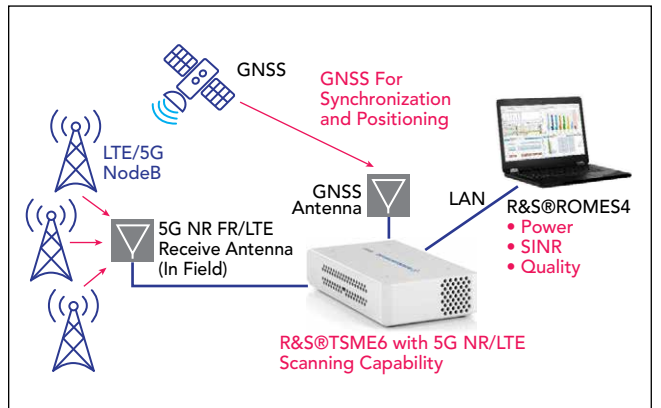 GNSS
GNSS For
Synchronization
and Positioning
LTE/5G
NodeB
GNSS
Antenna
LAN
5G NR FR/LTE
Receive Antenna
(In Field)
R&S®ROMES4
• Power
• SINR
• Quality
R&S®TSME6 with 5G NR/LTE
Scanning Capability